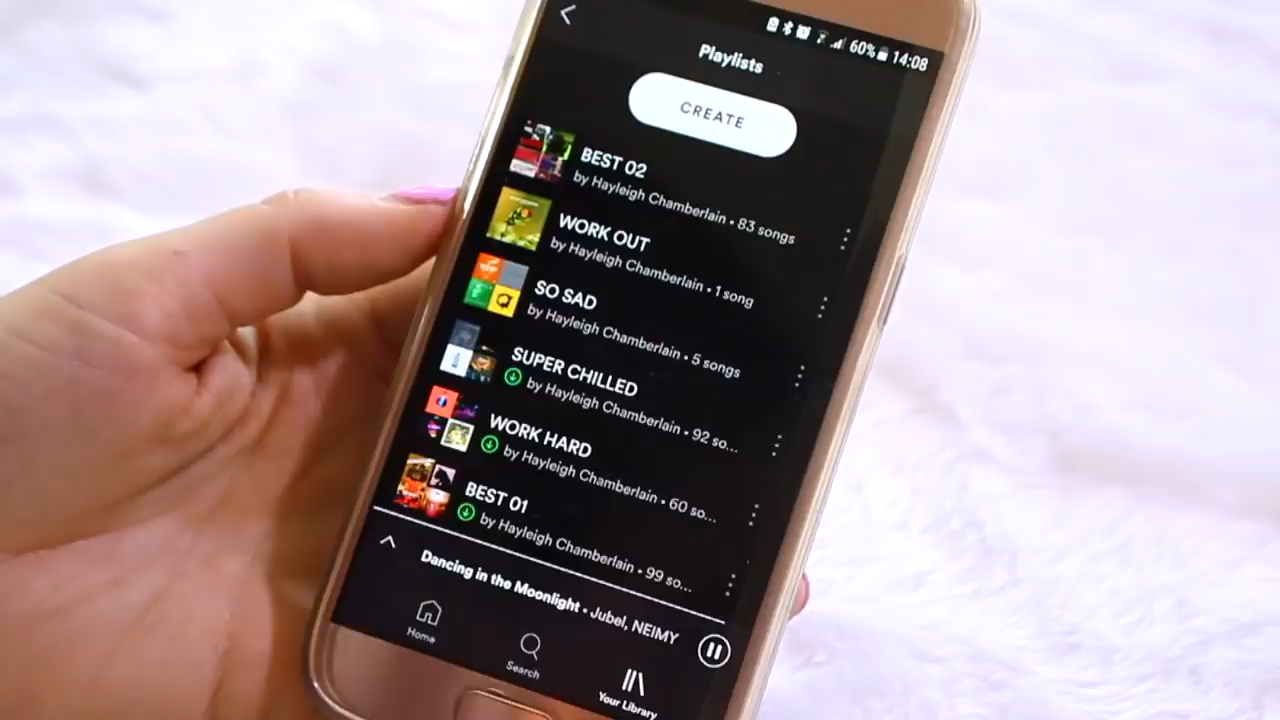 60% 14:08
Playlists
CREATE
BEST 02
by Hayleigh Chamberlain • 83 songs
WORK OUT
by Hayleigh Chamberlain • 1 song
SO SAD
by Hayleigh Chamberlain • 5 songs
SUPER CHILLED
by Hayleigh Chamberlain • 92 so...
WORK HARD
by Hayleigh Chamberlain • 60 so...
BEST 01
by Hayleigh Chamberlain • 99 so...
Dancing in the Moonlight • Jubel, NEIMY
Home
Search
Your Library